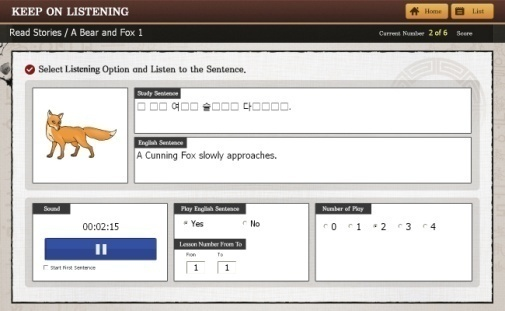 KEEP ON LISTENING
Home
List
Read Stories / A Bear and Fox 1
Current Number 2 of 6 Score
Select Listening Option and Listen to the Sentence.
Study Sentence
□ □□ 여□□ 슬□□□ 다□□□□.
English Sentence
A Cunning Fox slowly approaches.
Sound
00:02:15
Start First Sentence
Play English Sentence
Yes No
Lesson Number From To
From To
1 1
Number of Play
0 1 2 3 4